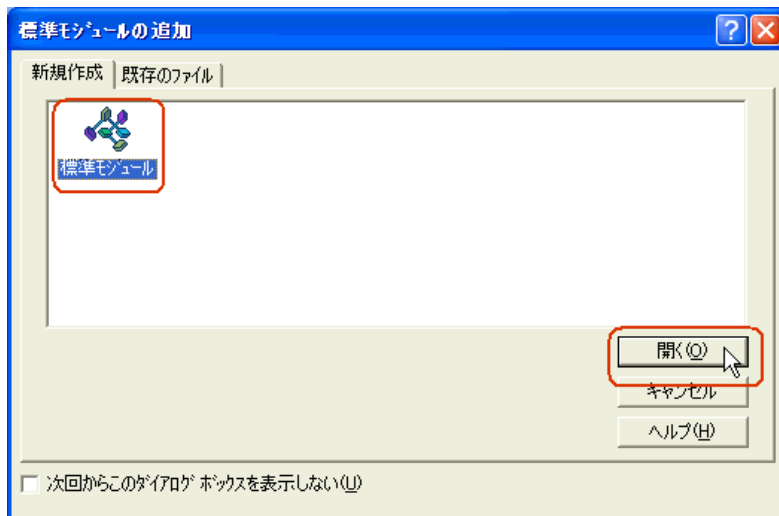 標準ﾓｼﾞｭｰﾙの追加
新規作成
既存のﾌｧｲﾙ
標準ﾓｼﾞｭｰﾙ
開く(O)
ｷｬﾝｾﾙ
ﾍﾙﾌﾟ(H)
次回からこのﾀﾞｲｱﾛｸﾞ ﾎﾞｯｸｽを表示しない(U)